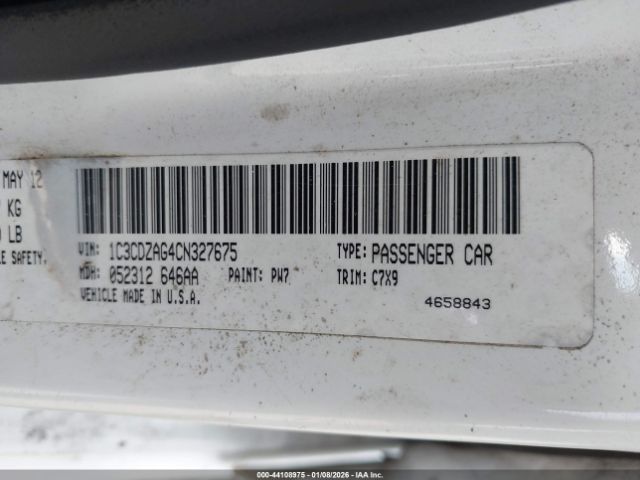 MAY 12
KG
LB
SAFETY.
VIN: 1C3CDZAG4CN327675 TYPE: PASSENGER CAR
MDH: 052312 646AA PAINT: PW7 TRIM: C7X9
VEHICLE MADE IN U.S.A.
4658843
000-44108975 - 01/08/2026 - IAA Inc.